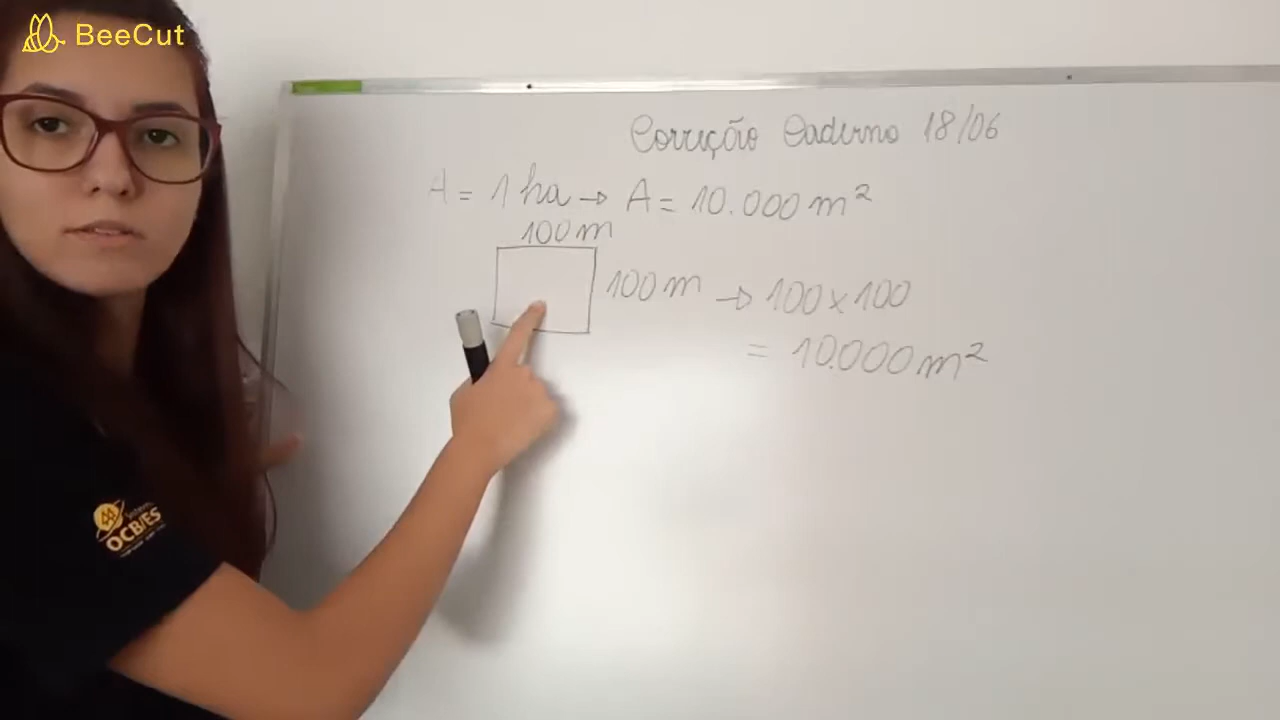 BeeCut
Correção Caderno 18/06
A = 1 ha → A = 10.000 m²
100 m
100 m → 100 x 100
= 10.000 m²
Sistema
OCB/ES